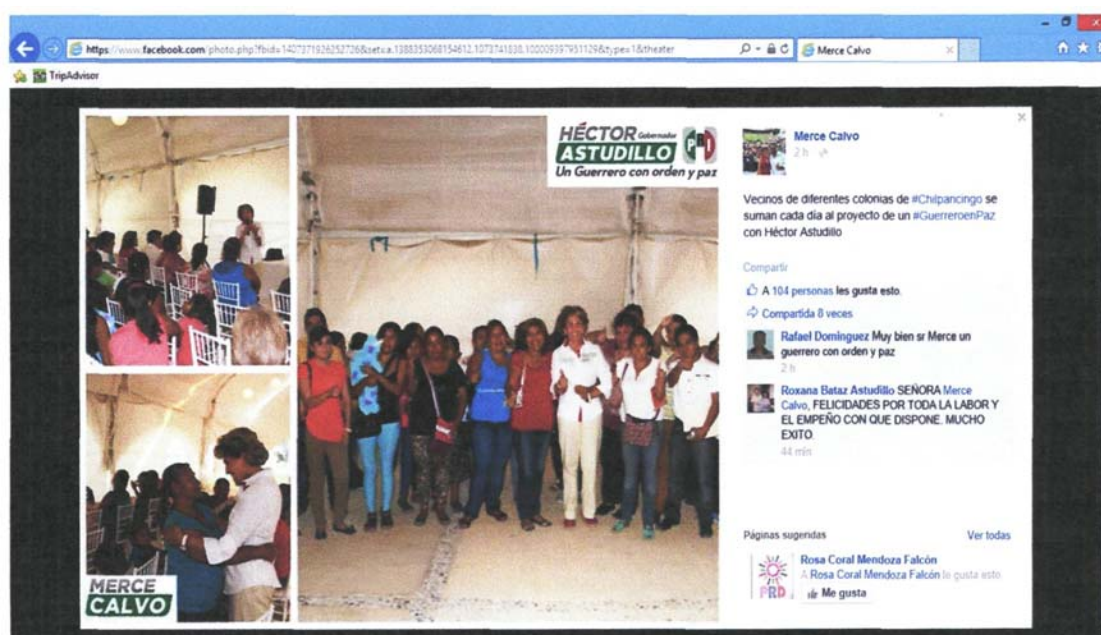 https://www.facebook.com/photo.php?fbid=1407371926252726&set=a.1388353068154612.1073741838.100009397951129&type=1&theater
Merce Calvo
TripAdvisor
HÉCTOR Gobernador
ASTUDILLO
PRI
Un Guerrero con orden y paz
MERCE
CALVO
Merce Calvo
2 h
Vecinos de diferentes colonias de #Chilpancingo se
suman cada día al proyecto de un #GuerreroenPaz
con Héctor Astudillo
Compartir
A 104 personas les gusta esto.
Compartida 8 veces
Rafael Dominguez Muy bien sr Merce un
guerrero con orden y paz
2 h
Roxana Bataz Astudillo SEÑORA Merce
Calvo, FELICIDADES POR TODA LA LABOR Y
EL EMPEÑO CON QUE DISPONE. MUCHO
EXITO.
44 min
Páginas sugeridas
Ver todas
Rosa Coral Mendoza Falcón
A Rosa Coral Mendoza Falcón le gusta esto.
PRD
Me gusta